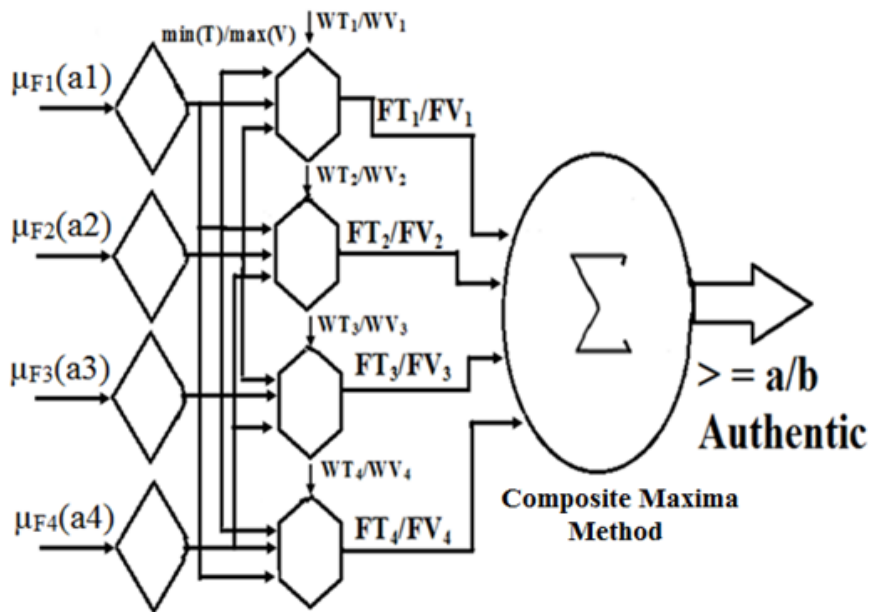 min(T)/max(V)
WT₁/WV₁
μF1(a1)
FT₁/FV₁
WT₂/WV₂
μF2(a2)
FT₂/FV₂
Σ
WT₃/WV₃
μF3(a3)
FT₃/FV₃
> = a/b
Authentic
WT₄/WV₄
Composite Maxima
Method
μF4(a4)
FT₄/FV₄